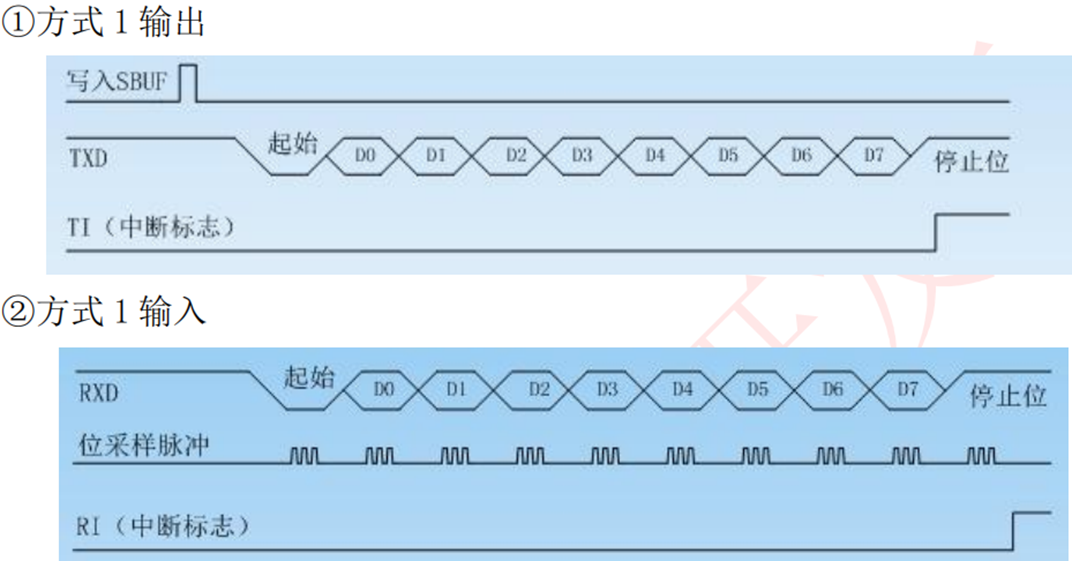 ①方式 1 输出
写入SBUF
TXD 起始 D0 D1 D2 D3 D4 D5 D6 D7 停止位
TI（中断标志）
②方式 1 输入
RXD 起始 D0 D1 D2 D3 D4 D5 D6 D7 停止位
位采样脉冲
RI（中断标志）